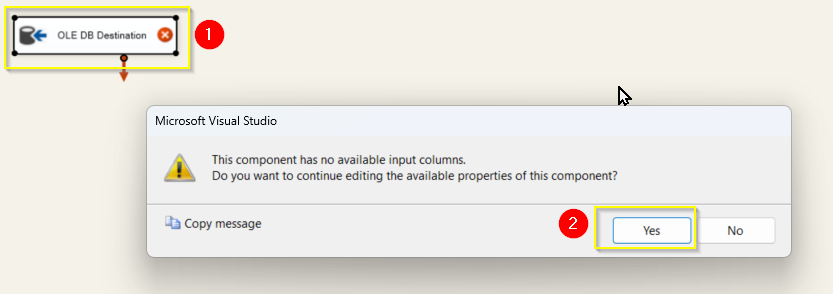 OLE DB Destination
1
Microsoft Visual Studio
This component has no available input columns.
Do you want to continue editing the available properties of this component?
Copy message
2
Yes
No